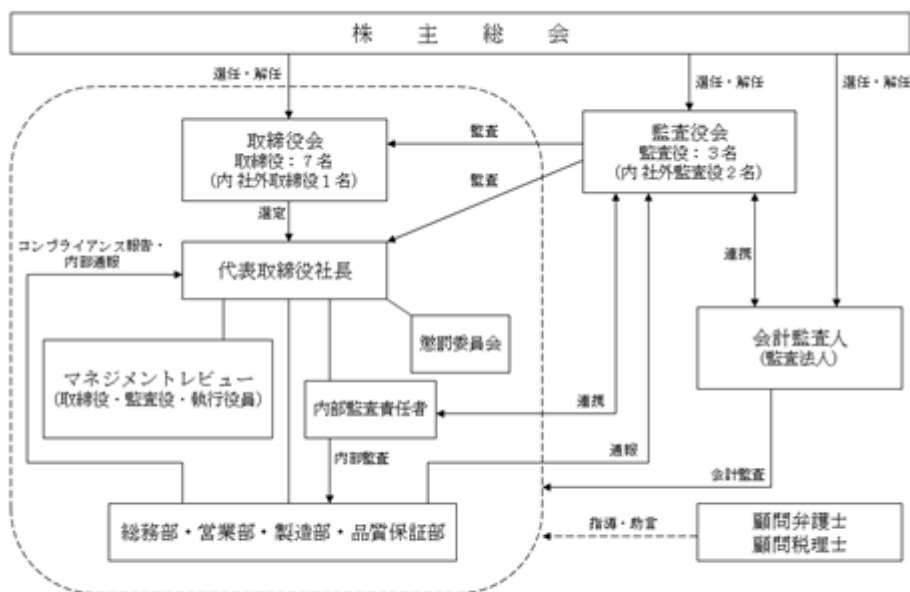 株主総会
選任・解任
選任・解任
選任・解任
取締役会
取締役：7名
(内 社外取締役1名)
監査
監査役会
監査役：3名
(内 社外監査役2名)
監査
選定
コンプライアンス報告・
内部通報
代表取締役社長
連携
懲罰委員会
会計監査人
(監査法人)
マネジメントレビュー
(取締役・監査役・執行役員)
内部監査責任者
連携
内部監査
通報
会計監査
総務部・営業部・製造部・品質保証部
指導・助言
顧問弁護士
顧問税理士